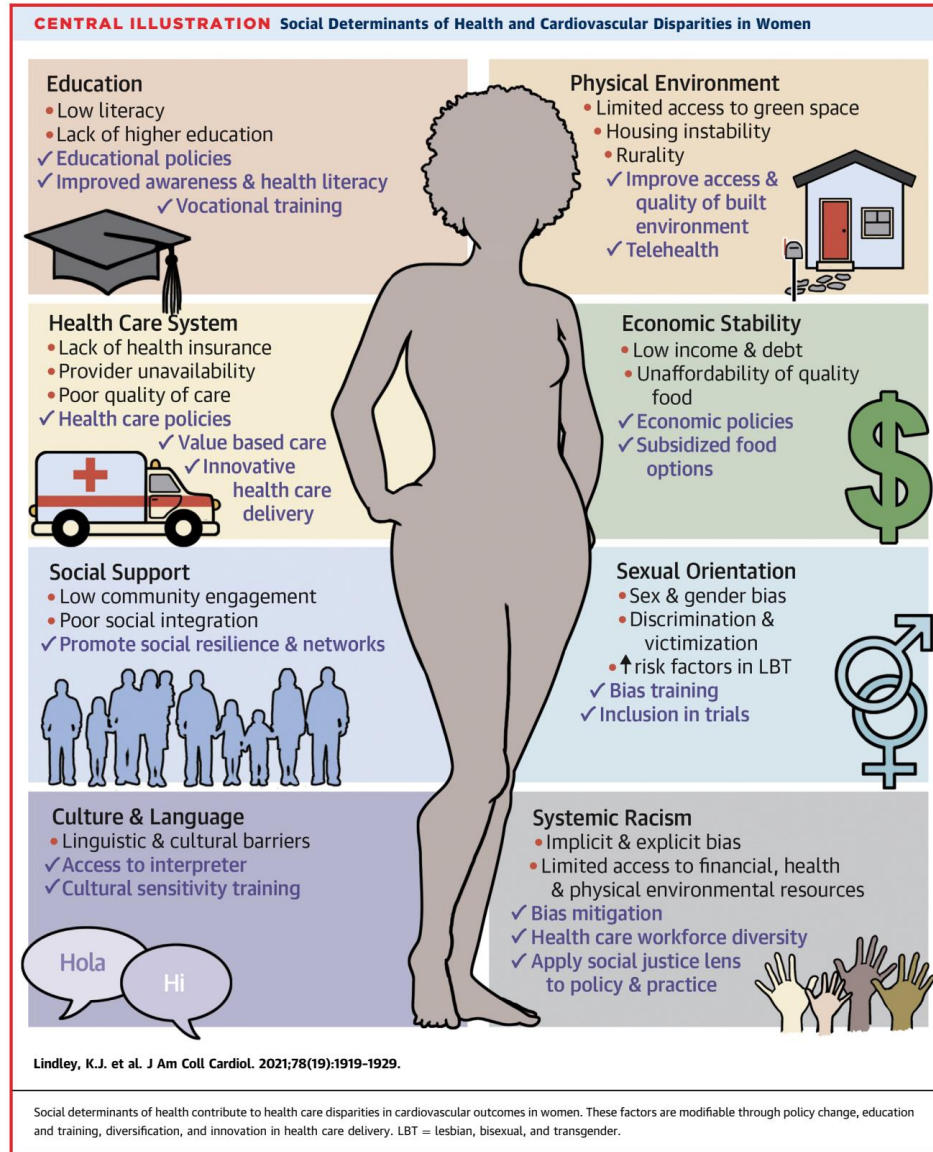 CENTRAL ILLUSTRATION Social Determinants of Health and Cardiovascular Disparities in Women
Education
• Low literacy
• Lack of higher education
✓ Educational policies
✓ Improved awareness & health literacy
✓ Vocational training
Physical Environment
• Limited access to green space
• Housing instability
• Rurality
✓ Improve access &
quality of built
environment
✓ Telehealth
Health Care System
• Lack of health insurance
• Provider unavailability
• Poor quality of care
✓ Health care policies
✓ Value based care
✓ Innovative
health care
delivery
Economic Stability
• Low income & debt
• Unaffordability of quality
food
✓ Economic policies
✓ Subsidized food
options
Social Support
• Low community engagement
• Poor social integration
✓ Promote social resilience & networks
Sexual Orientation
• Sex & gender bias
• Discrimination &
victimization
• ↑ risk factors in LBT
✓ Bias training
✓ Inclusion in trials
Culture & Language
• Linguistic & cultural barriers
✓ Access to interpreter
✓ Cultural sensitivity training
Hola
Hi
Systemic Racism
• Implicit & explicit bias
• Limited access to financial, health
& physical environmental resources
✓ Bias mitigation
✓ Health care workforce diversity
✓ Apply social justice lens
to policy & practice
Lindley, K.J. et al. J Am Coll Cardiol. 2021;78(19):1919-1929.
Social determinants of health contribute to health care disparities in cardiovascular outcomes in women. These factors are modifiable through policy change, education
and training, diversification, and innovation in health care delivery. LBT = lesbian, bisexual, and transgender.